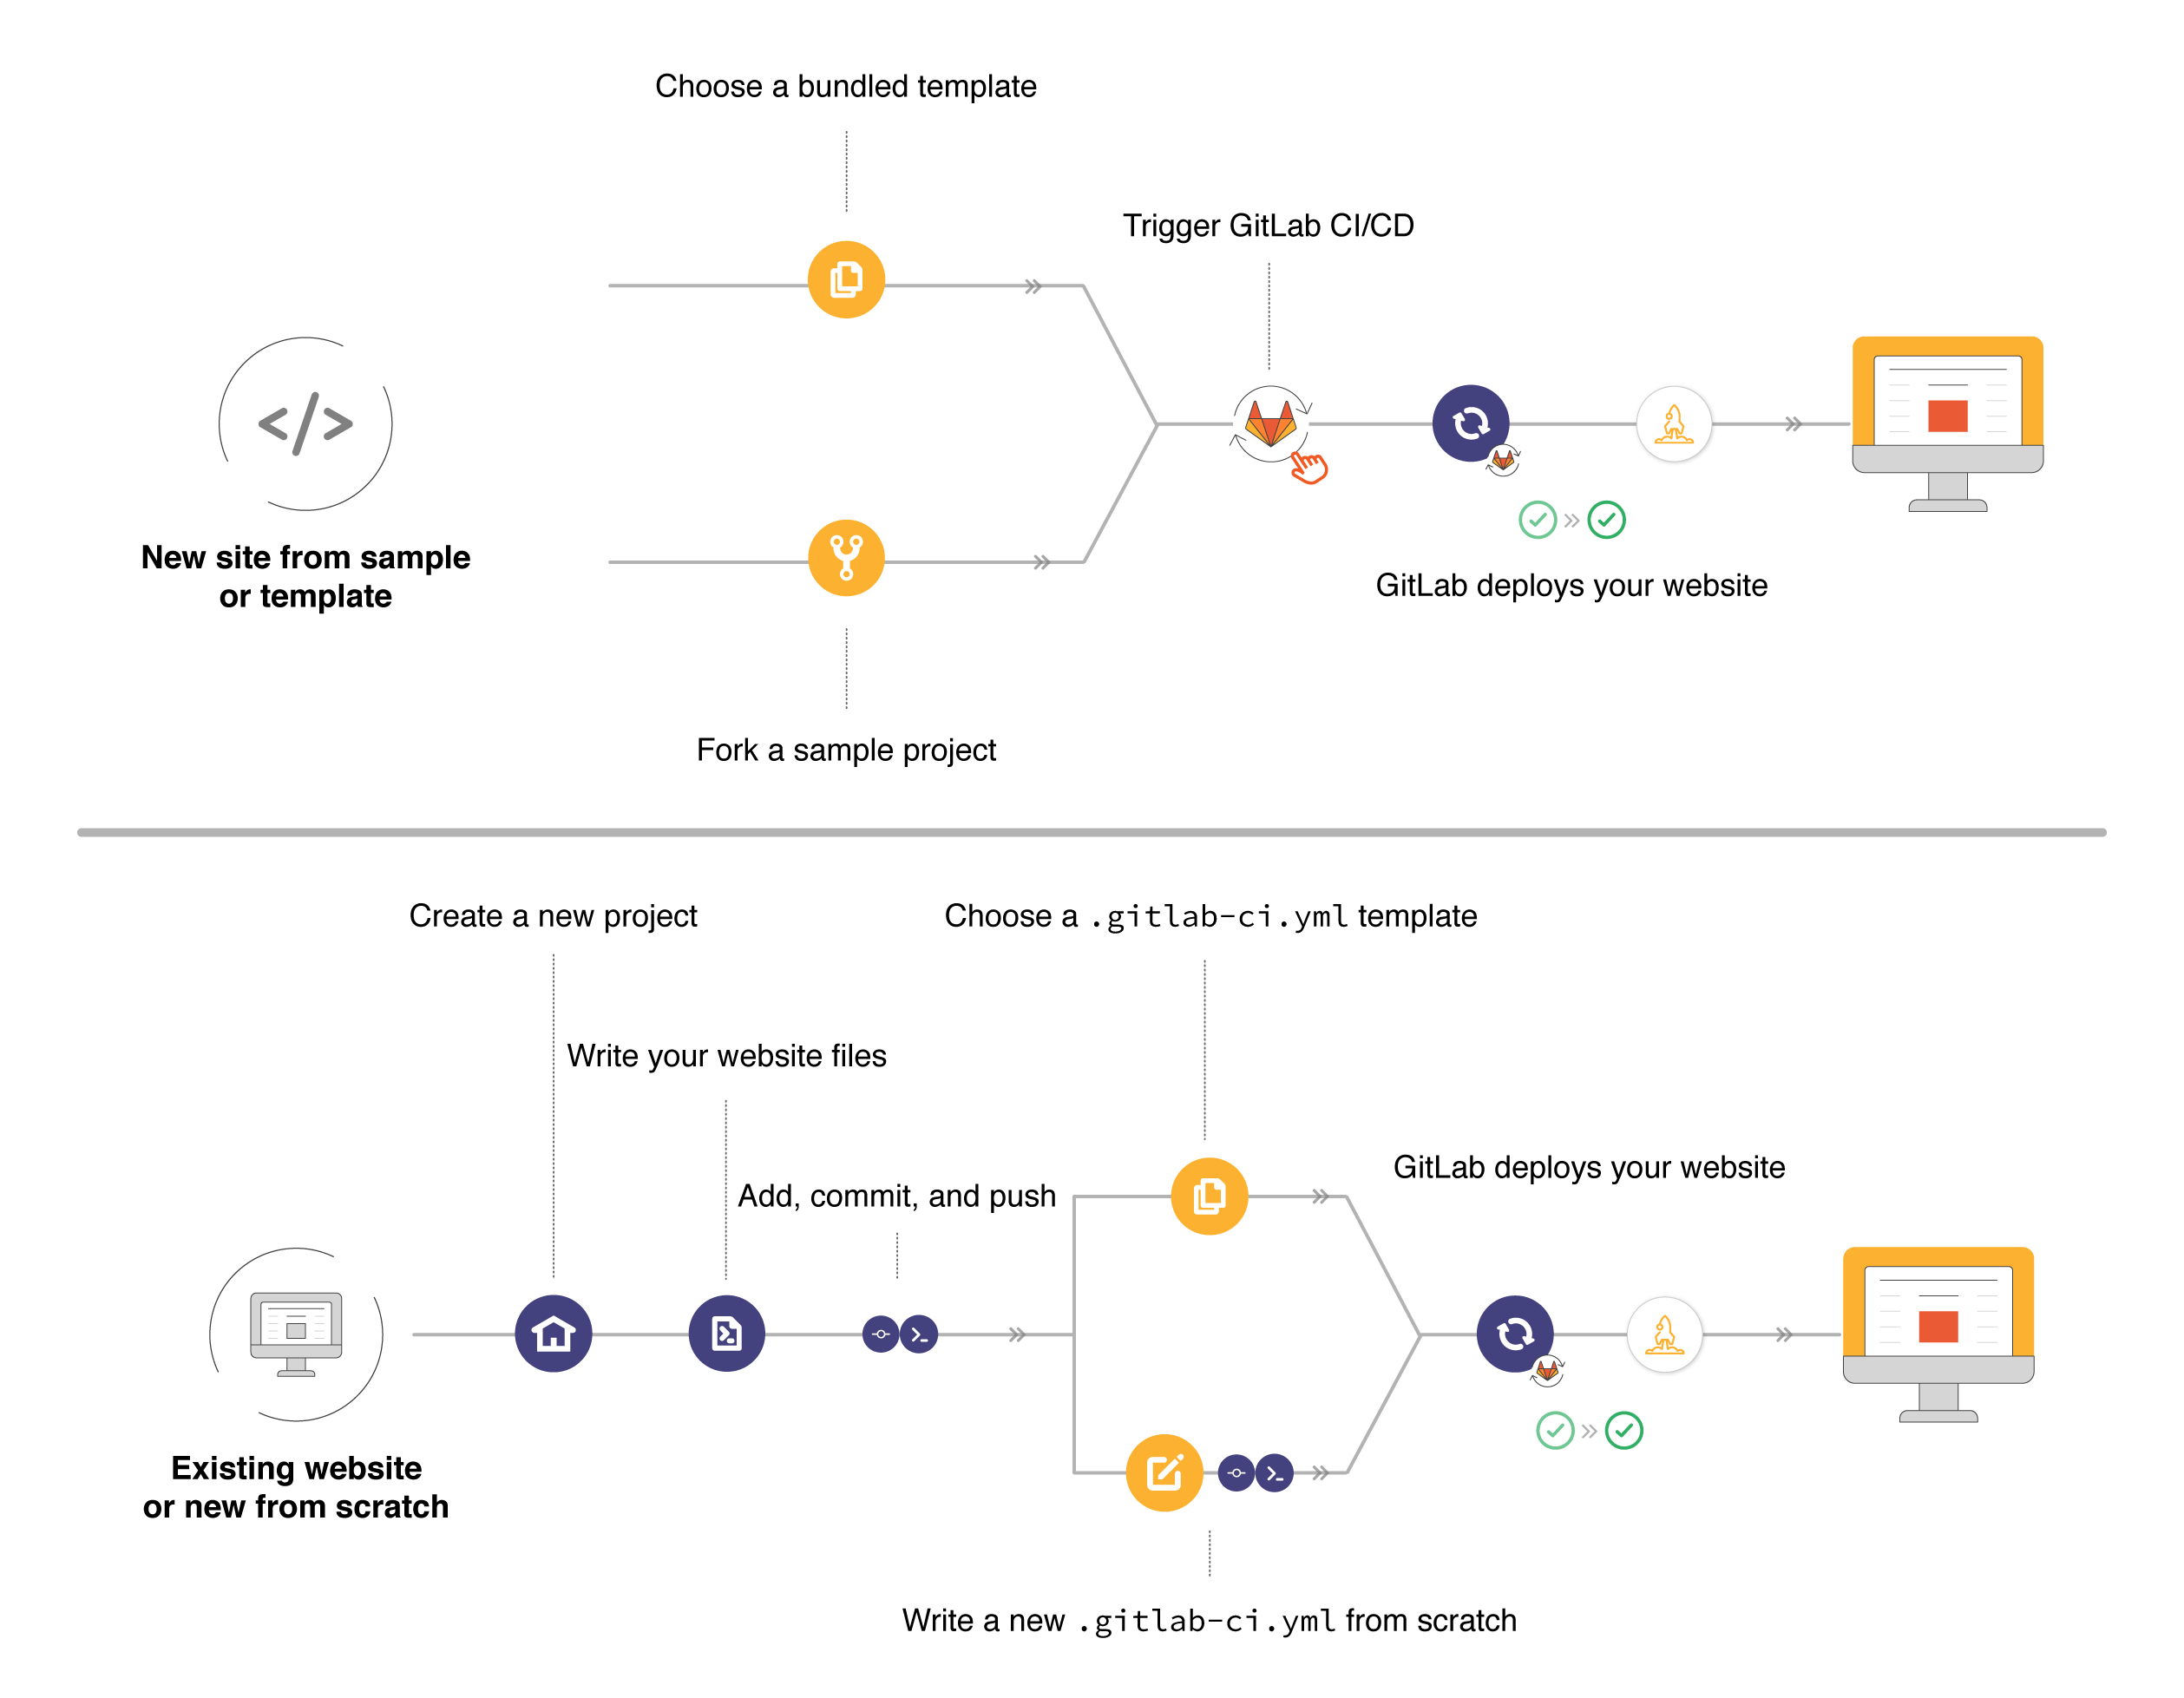 Choose a bundled template
Trigger GitLab CI/CD
New site from sample
or template
GitLab deploys your website
Fork a sample project
Create a new project
Choose a .gitlab-ci.yml template
Write your website files
Add, commit, and push
GitLab deploys your website
Existing website
or new from scratch
Write a new .gitlab-ci.yml from scratch